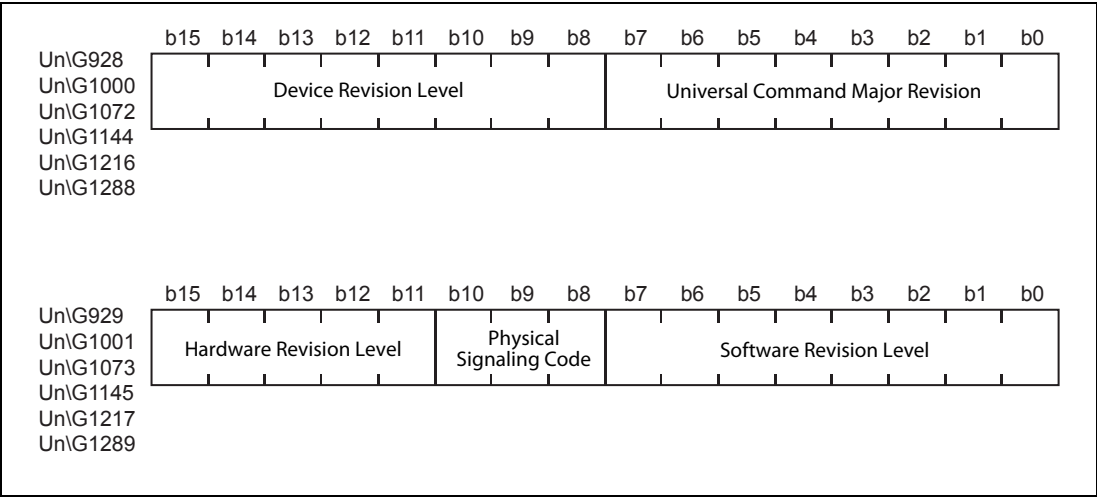 b15 b14 b13 b12 b11 b10 b9 b8 b7 b6 b5 b4 b3 b2 b1 b0
Un\G928
Un\G1000
Un\G1072
Un\G1144
Un\G1216
Un\G1288
Device Revision Level Universal Command Major Revision
b15 b14 b13 b12 b11 b10 b9 b8 b7 b6 b5 b4 b3 b2 b1 b0
Un\G929
Un\G1001
Un\G1073
Un\G1145
Un\G1217
Un\G1289
Hardware Revision Level
Physical
Signaling Code
Software Revision Level